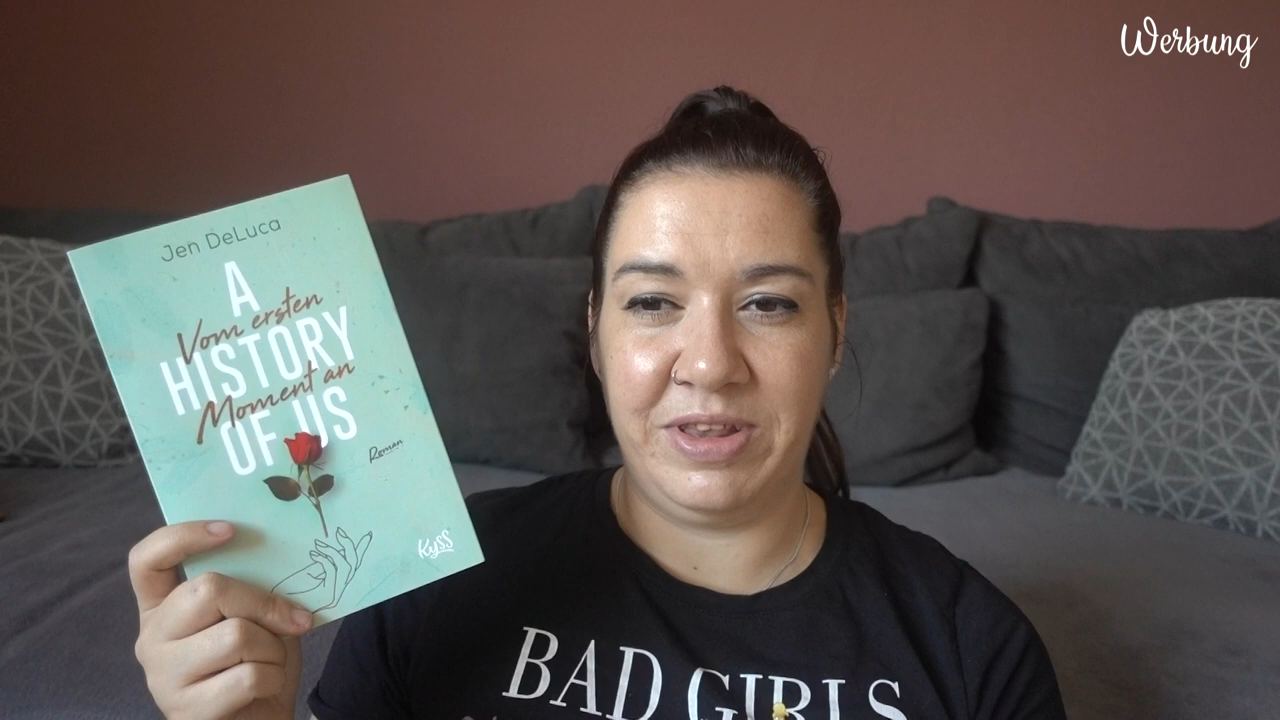 Werbung
Jen DeLuca
A
Vom ersten
HISTORY
Moment an
OF US
Roman
KYSS
BAD GIRLS